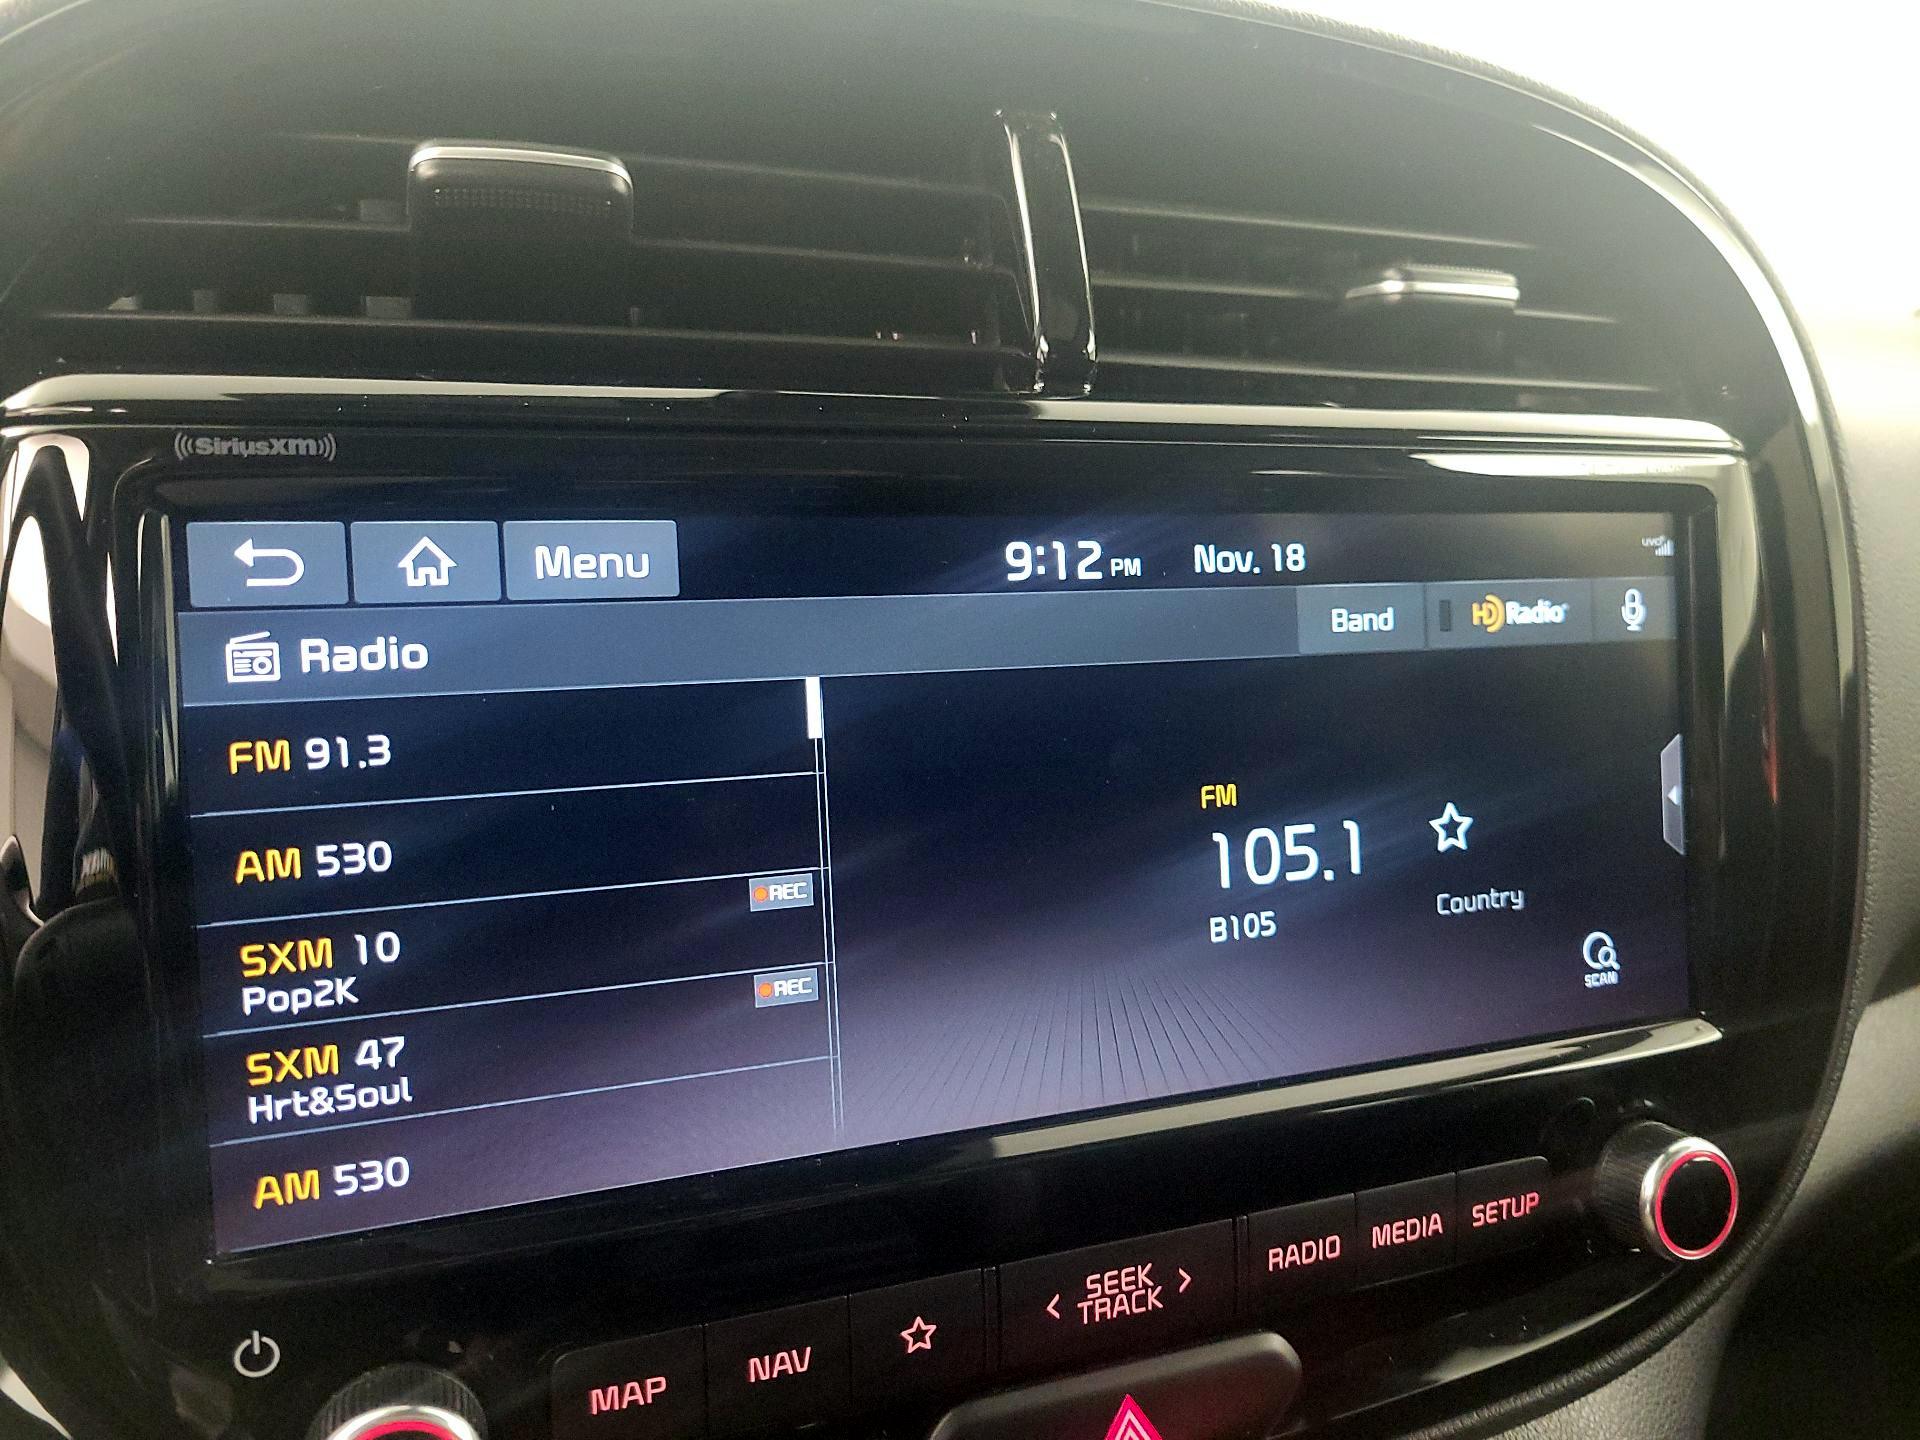 ((SiriusXM))
Menu
9:12 PM Nov. 18
UVO
Radio
Band
HD Radio
FM 91.3
AM 530
REC
SXM 10
Pop2K
REC
SXM 47
Hrt&Soul
AM 530
FM
105.1
B105
Country
SCAN
MAP
NAV
< SEEK >
TRACK
RADIO
MEDIA
SETUP